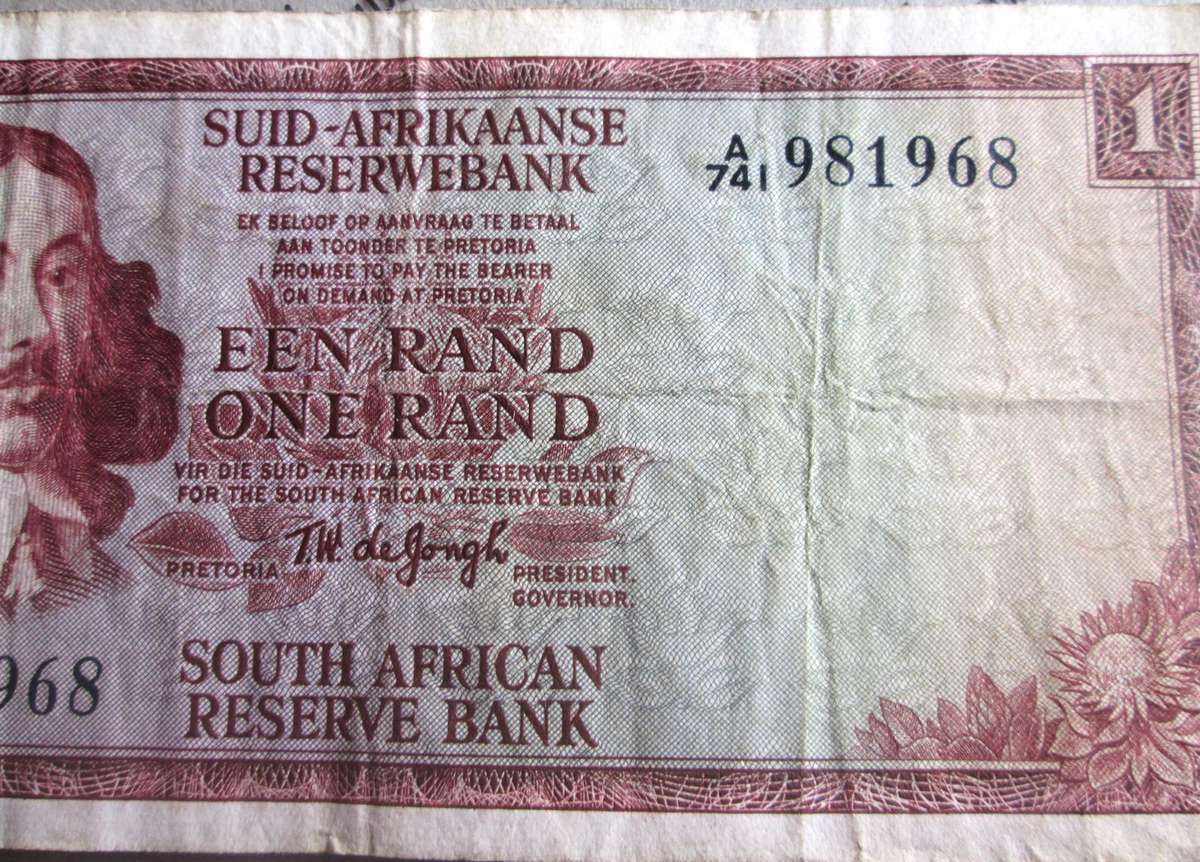 SUID-AFRIKAANSE
RESERWEBANK
A/741 981968
1
EK BELOOF OP AANVRAAG TE BETAAL
AAN TOONDER TE PRETORIA
I PROMISE TO PAY THE BEARER
ON DEMAND AT PRETORIA
EEN RAND
ONE RAND
VIR DIE SUID-AFRIKAANSE RESERWEBANK
FOR THE SOUTH AFRICAN RESERVE BANK
T.W. de Jongh
PRETORIA
PRESIDENT.
GOVERNOR.
968
SOUTH AFRICAN
RESERVE BANK